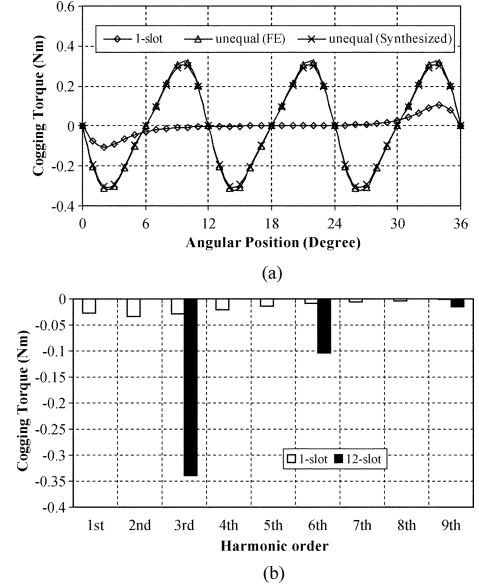 0.6
0.4
0.2
0
-0.2
-0.4
Cogging Torque (Nm)
1-slot
unequal (FE)
unequal (Synthesized)
0 6 12 18 24 30 36
Angular Position (Degree)
(a)
0
-0.05
-0.1
-0.15
-0.2
-0.25
-0.3
-0.35
-0.4
Cogging Torque (Nm)
1-slot 12-slot
1st 2nd 3rd 4th 5th 6th 7th 8th 9th
Harmonic order
(b)